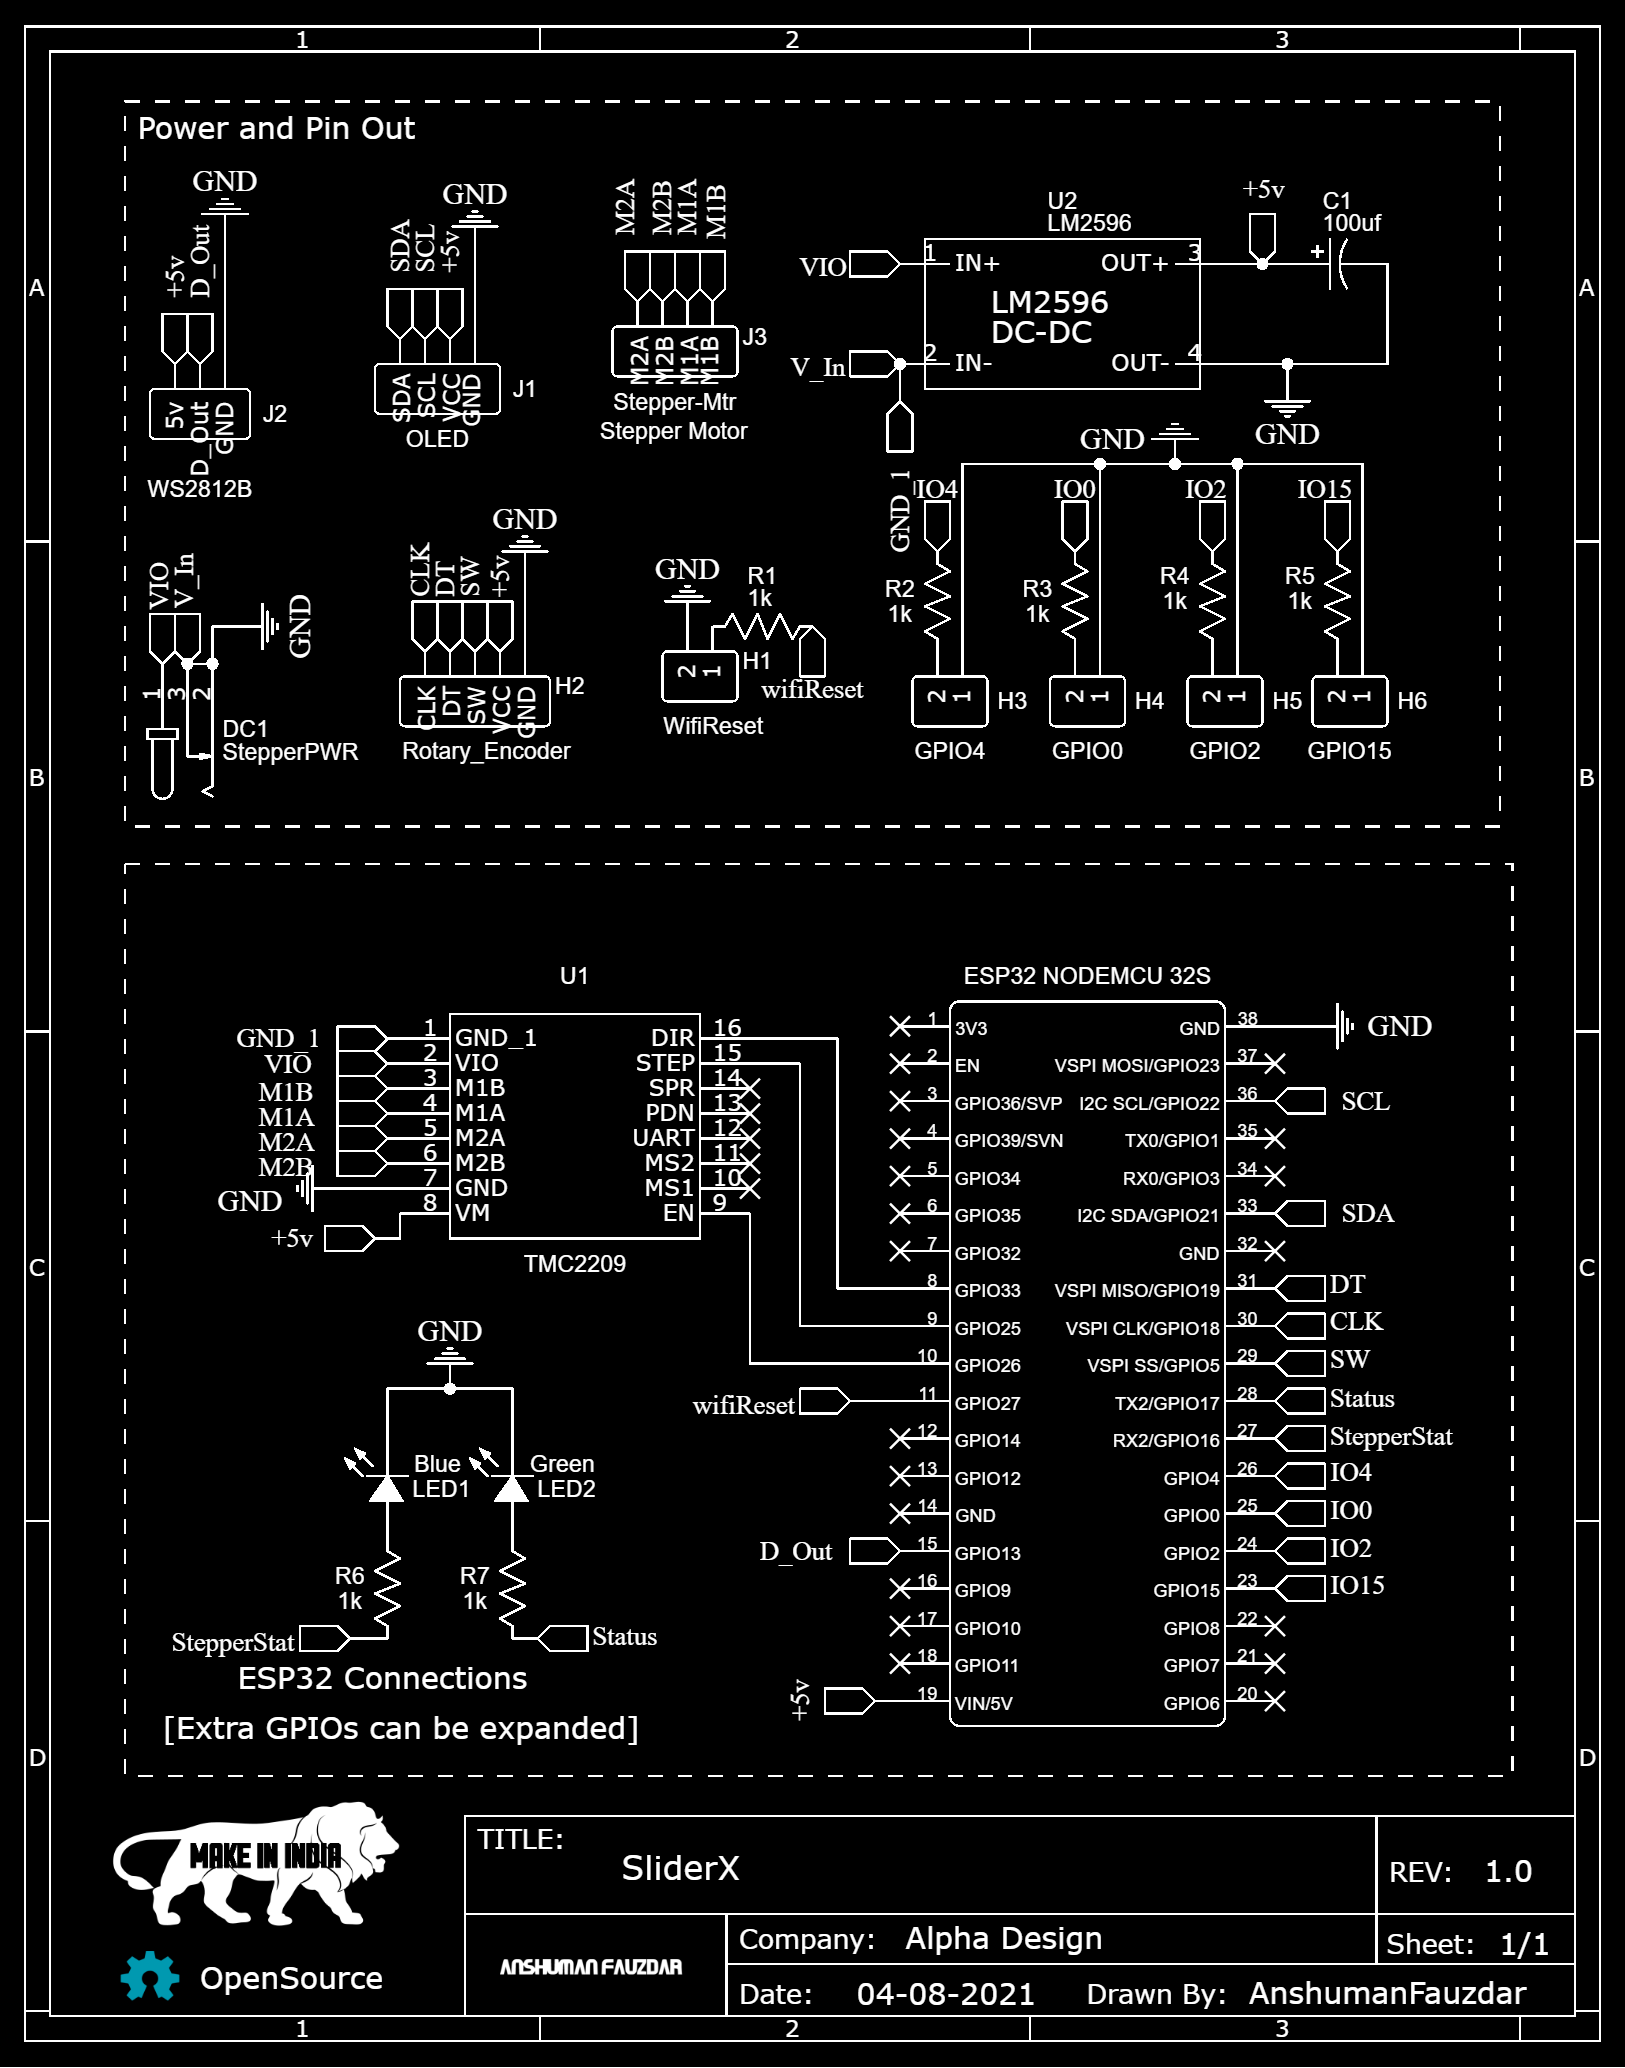 1 2 3
A A
B B
C C
D D
1 2 3
Power and Pin Out
GND
+5v
D_Out
5v
D_Out
GND
J2
WS2812B
GND
SDA
SCL
+5v
SDA
SCL
VCC
GND
J1
OLED
M2A
M2B
M1A
M1B
M2A
M2B
M1A
M1B
J3
Stepper-Mtr
Stepper Motor
U2
LM2596
VIO
1 IN+
OUT+ 3
LM2596
DC-DC
V_In
2 IN-
OUT- 4
+5v
C1
100uf
+
GND
GND_1
GND
IO4
IO0
IO2
IO15
R2
1k
R3
1k
R4
1k
R5
1k
2 1
H3
GPIO4
2 1
H4
GPIO0
2 1
H5
GPIO2
2 1
H6
GPIO15
VIO
V_In
GND
1 3 2
DC1
StepperPWR
GND
CLK
DT
SW
+5v
CLK
DT
SW
VCC
GND
H2
Rotary_Encoder
GND
R1
1k
2 1
H1
wifiReset
WifiReset
U1
GND_1 1 GND_1
VIO 2 VIO
M1B 3 M1B
M1A 4 M1A
M2A 5 M2A
M2B 6 M2B
GND 7 GND
+5v 8 VM
DIR 16
STEP 15
SPR 14
PDN 13
UART 12
MS2 11
MS1 10
EN 9
TMC2209
ESP32 NODEMCU 32S
1 3V3
2 EN
3 GPIO36/SVP
4 GPIO39/SVN
5 GPIO34
6 GPIO35
7 GPIO32
8 GPIO33
9 GPIO25
10 GPIO26
wifiReset 11 GPIO27
12 GPIO14
13 GPIO12
14 GND
D_Out 15 GPIO13
16 GPIO9
17 GPIO10
18 GPIO11
+5v 19 VIN/5V
GND 38 GND
VSPI MOSI/GPIO23 37
I2C SCL/GPIO22 36 SCL
TX0/GPIO1 35
RX0/GPIO3 34
I2C SDA/GPIO21 33 SDA
GND 32
VSPI MISO/GPIO19 31 DT
VSPI CLK/GPIO18 30 CLK
VSPI SS/GPIO5 29 SW
TX2/GPIO17 28 Status
RX2/GPIO16 27 StepperStat
GPIO4 26 IO4
GPIO0 25 IO0
GPIO2 24 IO2
GPIO15 23 IO15
GPIO8 22
GPIO7 21
GPIO6 20
GND
Blue
LED1
Green
LED2
R6
1k
R7
1k
StepperStat
Status
ESP32 Connections
[Extra GPIOs can be expanded]
MAKE IN INDIA
OpenSource
TITLE:
SliderX
REV: 1.0
ANSHUMAN FAUZDAR
Company: Alpha Design
Sheet: 1/1
Date: 04-08-2021
Drawn By: AnshumanFauzdar